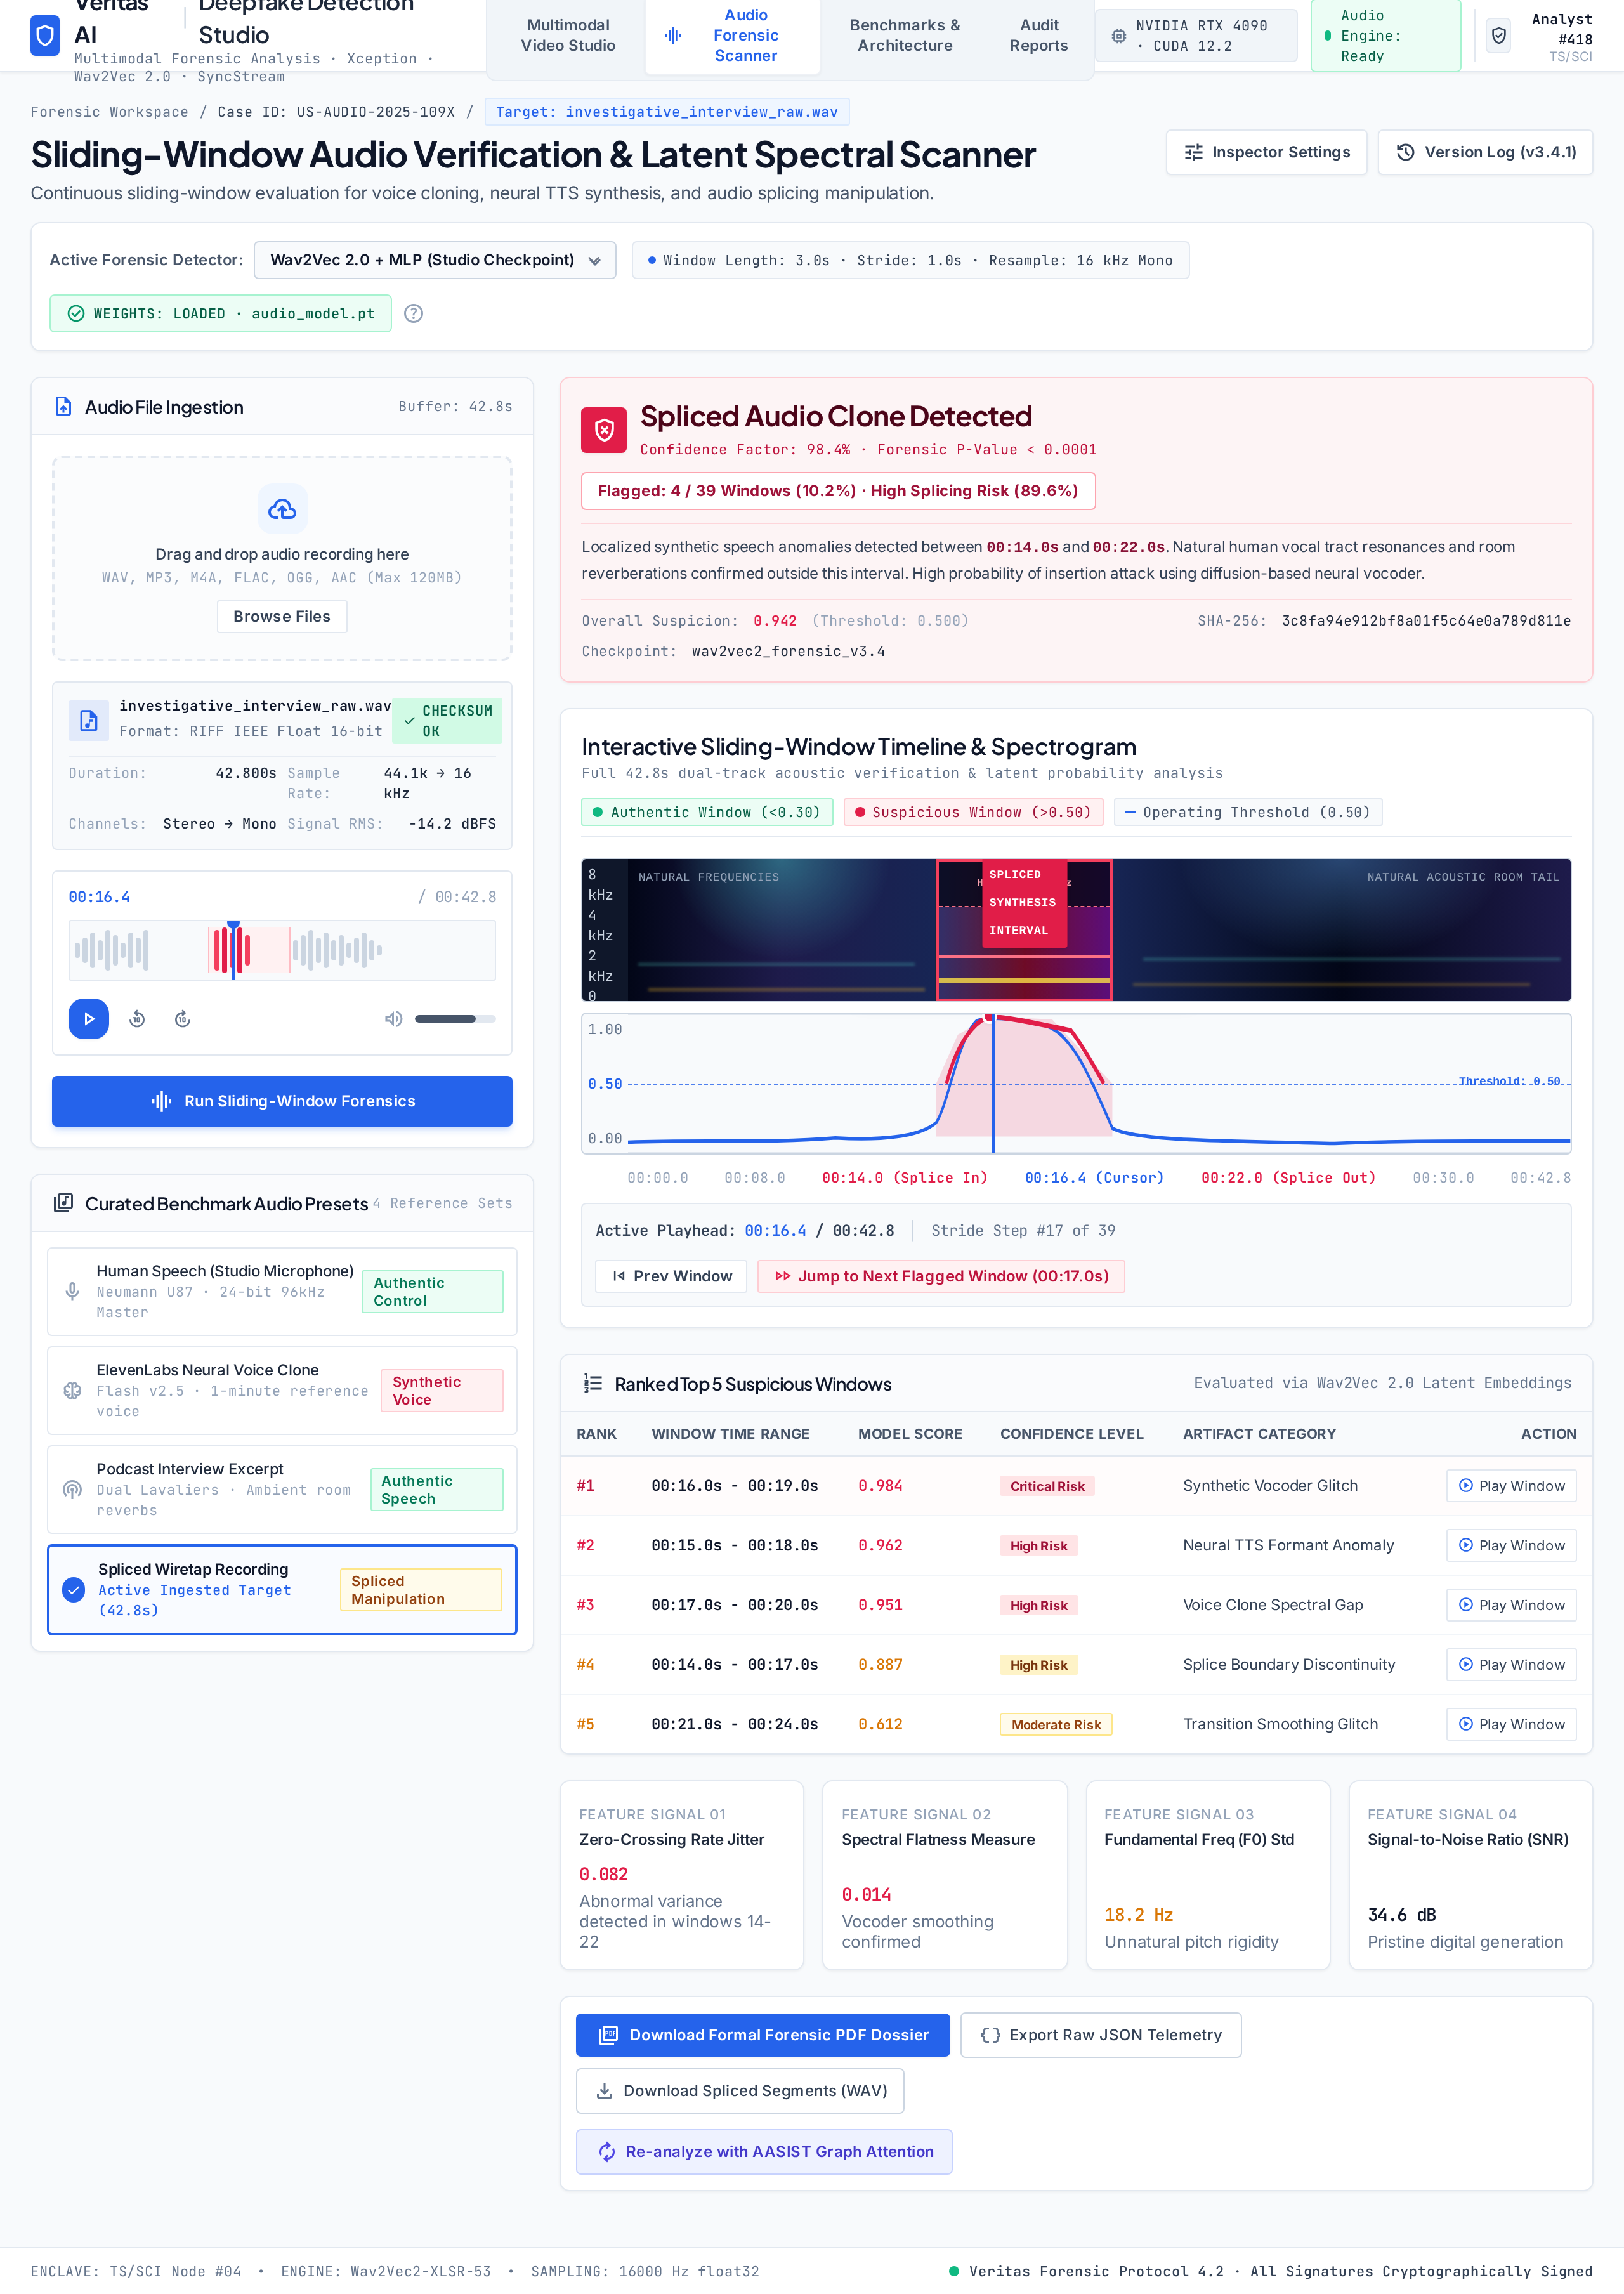 Veritas AI
Deepfake Detection Studio
Multimodal Forensic Analysis · Xception · Wav2Vec 2.0 · SyncStream
Multimodal Video Studio
Audio Forensic Scanner
Benchmarks & Architecture
Audit Reports
NVIDIA RTX 4090 · CUDA 12.2
Audio Engine: Ready
Analyst #418
TS/SCI
Forensic Workspace / Case ID: US-AUDIO-2025-109X / Target: investigative_interview_raw.wav
Sliding-Window Audio Verification & Latent Spectral Scanner
Continuous sliding-window evaluation for voice cloning, neural TTS synthesis, and audio splicing manipulation.
Inspector Settings
Version Log (v3.4.1)
Active Forensic Detector: Wav2Vec 2.0 + MLP (Studio Checkpoint)
Window Length: 3.0s · Stride: 1.0s · Resample: 16 kHz Mono
WEIGHTS: LOADED · audio_model.pt
Audio File Ingestion
Buffer: 42.8s
Drag and drop audio recording here
WAV, MP3, M4A, FLAC, OGG, AAC (Max 120MB)
Browse Files
investigative_interview_raw.wav
Format: RIFF IEEE Float 16-bit
CHECKSUM OK
Duration: 42.800s
Sample Rate: 44.1k → 16 kHz
Channels: Stereo → Mono
Signal RMS: -14.2 dBFS
00:16.4 / 00:42.8
10
10
Run Sliding-Window Forensics
Curated Benchmark Audio Presets
4 Reference Sets
Human Speech (Studio Microphone)
Neumann U87 · 24-bit 96kHz Master
Authentic Control
ElevenLabs Neural Voice Clone
Flash v2.5 · 1-minute reference voice
Synthetic Voice
Podcast Interview Excerpt
Dual Lavaliers · Ambient room reverbs
Authentic Speech
Spliced Wiretap Recording
Active Ingested Target (42.8s)
Spliced Manipulation
Spliced Audio Clone Detected
Confidence Factor: 98.4% · Forensic P-Value < 0.0001
Flagged: 4 / 39 Windows (10.2%) · High Splicing Risk (89.6%)
Localized synthetic speech anomalies detected between 00:14.0s and 00:22.0s. Natural human vocal tract resonances and room
reverberations confirmed outside this interval. High probability of insertion attack using diffusion-based neural vocoder.
Overall Suspicion: 0.942 (Threshold: 0.500)
SHA-256: 3c8fa94e912bf8a01f5c64e0a789d811e
Checkpoint: wav2vec2_forensic_v3.4
Interactive Sliding-Window Timeline & Spectrogram
Full 42.8s dual-track acoustic verification & latent probability analysis
Authentic Window (<0.30)
Suspicious Window (>0.50)
Operating Threshold (0.50)
8 kHz
4 kHz
2 kHz
0
NATURAL FREQUENCIES
SPLICED SYNTHESIS INTERVAL
NATURAL ACOUSTIC ROOM TAIL
1.00
0.50
0.00
Threshold: 0.50
00:00.0
00:08.0
00:14.0 (Splice In)
00:16.4 (Cursor)
00:22.0 (Splice Out)
00:30.0
00:42.8
Active Playhead: 00:16.4 / 00:42.8
Stride Step #17 of 39
Prev Window
Jump to Next Flagged Window (00:17.0s)
Ranked Top 5 Suspicious Windows
Evaluated via Wav2Vec 2.0 Latent Embeddings
RANK WINDOW TIME RANGE MODEL SCORE CONFIDENCE LEVEL ARTIFACT CATEGORY ACTION
#1 00:16.0s - 00:19.0s 0.984 Critical Risk Synthetic Vocoder Glitch Play Window
#2 00:15.0s - 00:18.0s 0.962 High Risk Neural TTS Formant Anomaly Play Window
#3 00:17.0s - 00:20.0s 0.951 High Risk Voice Clone Spectral Gap Play Window
#4 00:14.0s - 00:17.0s 0.887 High Risk Splice Boundary Discontinuity Play Window
#5 00:21.0s - 00:24.0s 0.612 Moderate Risk Transition Smoothing Glitch Play Window
FEATURE SIGNAL 01
Zero-Crossing Rate Jitter
0.082
Abnormal variance detected in windows 14-22
FEATURE SIGNAL 02
Spectral Flatness Measure
0.014
Vocoder smoothing confirmed
FEATURE SIGNAL 03
Fundamental Freq (F0) Std
18.2 Hz
Unnatural pitch rigidity
FEATURE SIGNAL 04
Signal-to-Noise Ratio (SNR)
34.6 dB
Pristine digital generation
PDF
Download Formal Forensic PDF Dossier
Export Raw JSON Telemetry
Download Spliced Segments (WAV)
Re-analyze with AASIST Graph Attention
ENCLAVE: TS/SCI Node #04 • ENGINE: Wav2Vec2-XLSR-53 • SAMPLING: 16000 Hz float32
Veritas Forensic Protocol 4.2 · All Signatures Cryptographically Signed